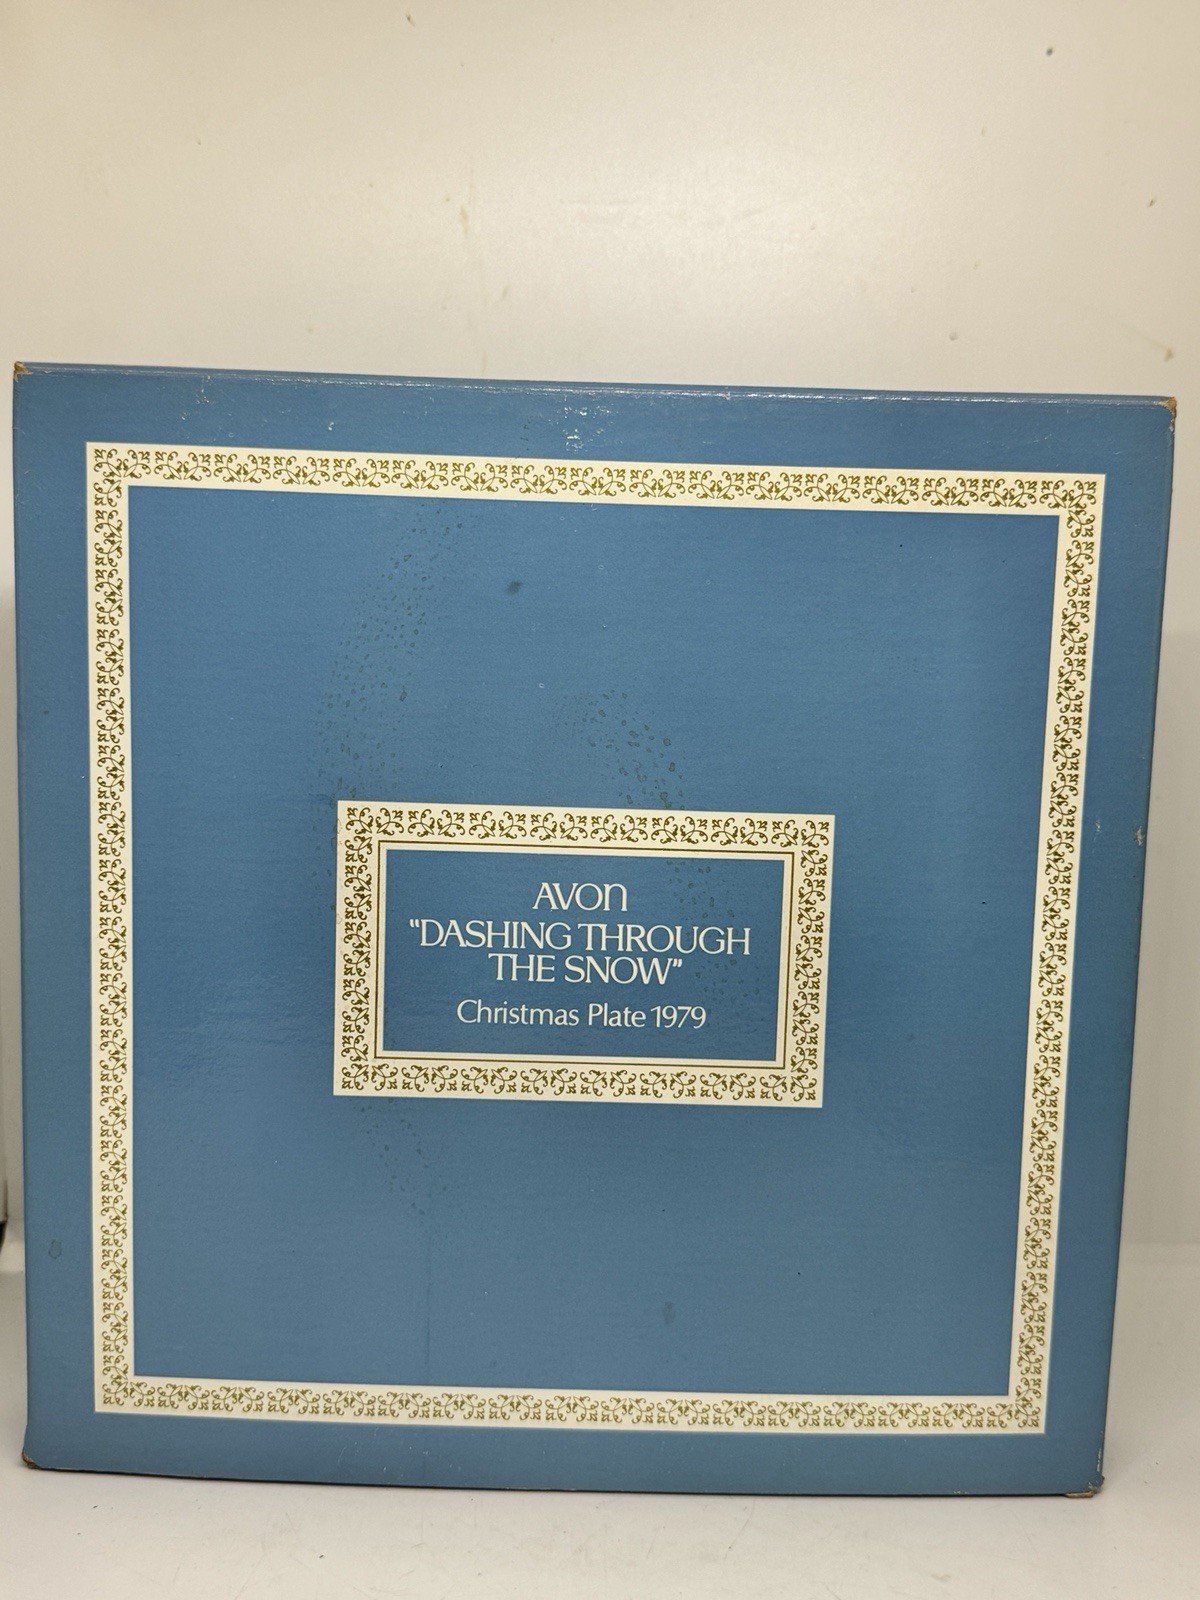 AVON
"DASHING THROUGH
THE SNOW"
Christmas Plate 1979